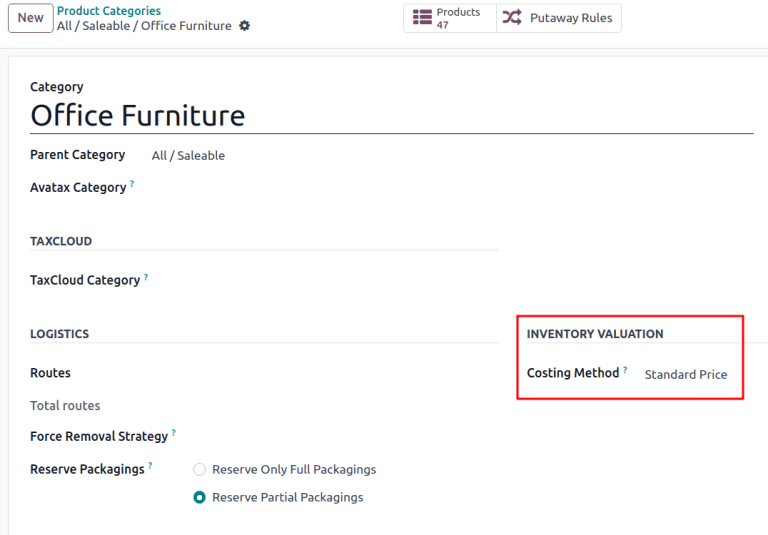 New
Product Categories
All / Saleable / Office Furniture
Products
47
Putaway Rules
Category
Office Furniture
Parent Category All / Saleable
Avatax Category ?
TAXCLOUD
TaxCloud Category ?
LOGISTICS
Routes
Total routes
Force Removal Strategy ?
Reserve Packagings ? Reserve Only Full Packagings
Reserve Partial Packagings
INVENTORY VALUATION
Costing Method ? Standard Price